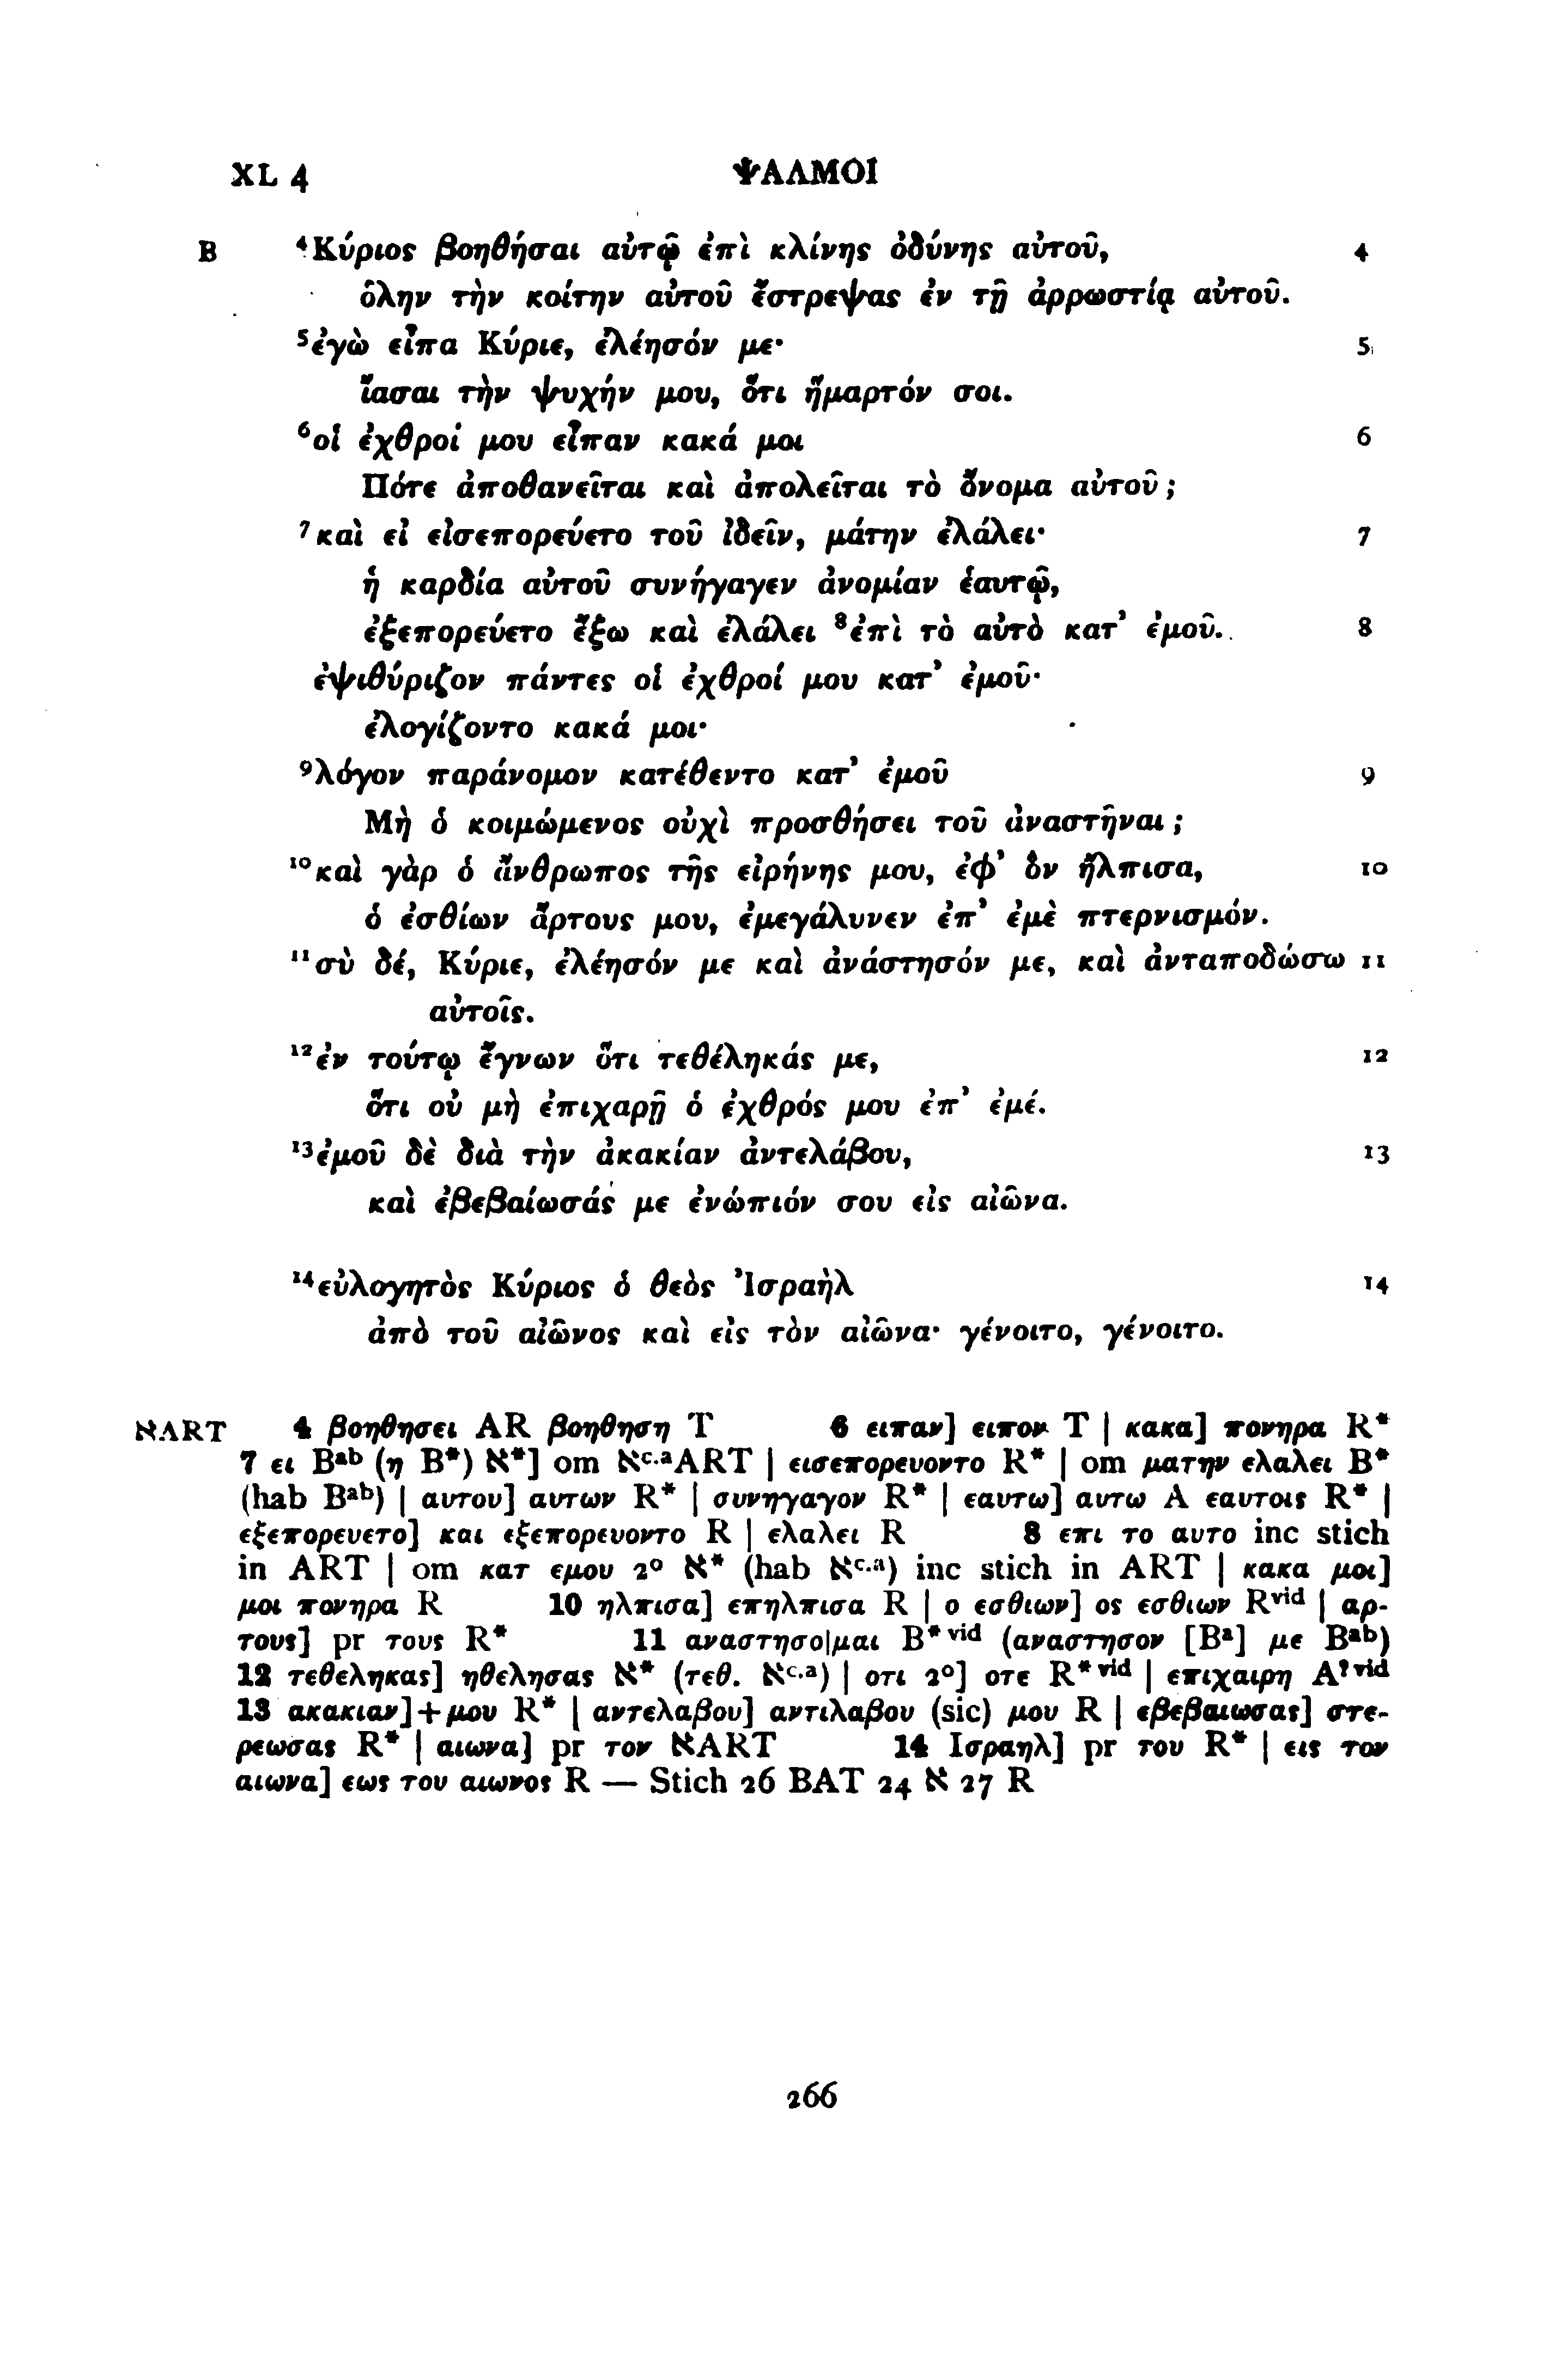 XL 4 ΨΑΛΜΟΙ
B ⁴Κύριος βοηθήσαι αὐτῷ ἐπὶ κλίνης ὀδύνης αὐτοῦ, 4
ὅλην τὴν κοίτην αὐτοῦ ἔστρεψας ἐν τῇ ἀρρωστίᾳ αὐτοῦ.
⁵ἐγὼ εἶπα Κύριε, ἐλέησόν με· 5
ἴασαι τὴν ψυχήν μου, ὅτι ἥμαρτόν σοι.
⁶οἱ ἐχθροί μου εἶπαν κακά μοι 6
Πότε ἀποθανεῖται καὶ ἀπολεῖται τὸ ὄνομα αὐτοῦ;
⁷καὶ εἰ εἰσεπορεύετο τοῦ ἰδεῖν, μάτην ἐλάλει· 7
ἡ καρδία αὐτοῦ συνήγαγεν ἀνομίαν ἑαυτῷ,
ἐξεπορεύετο ἔξω καὶ ἐλάλει ⁸ἐπὶ τὸ αὐτὸ κατ’ ἐμοῦ. 8
ἐψιθύριζον πάντες οἱ ἐχθροί μου κατ’ ἐμοῦ·
ἐλογίζοντο κακά μοι·
⁹λόγον παράνομον κατέθεντο κατ’ ἐμοῦ 9
Μὴ ὁ κοιμώμενος οὐχὶ προσθήσει τοῦ ἀναστῆναι;
¹⁰καὶ γὰρ ὁ ἄνθρωπος τῆς εἰρήνης μου, ἐφ’ ὃν ἤλπισα, 10
ὁ ἐσθίων ἄρτους μου, ἐμεγάλυνεν ἐπ’ ἐμὲ πτερνισμόν.
¹¹σὺ δέ, Κύριε, ἐλέησόν με καὶ ἀνάστησόν με, καὶ ἀνταποδώσω 11
αὐτοῖς.
¹²ἐν τούτῳ ἔγνων ὅτι τεθέληκάς με, 12
ὅτι οὐ μὴ ἐπιχαρῇ ὁ ἐχθρός μου ἐπ’ ἐμέ.
¹³ἐμοῦ δὲ διὰ τὴν ἀκακίαν ἀντελάβου, 13
καὶ ἐβεβαίωσάς με ἐνώπιόν σου εἰς αἰῶνα.
¹⁴εὐλογητὸς Κύριος ὁ θεὸς Ἰσραὴλ 14
ἀπὸ τοῦ αἰῶνος καὶ εἰς τὸν αἰῶνα· γένοιτο, γένοιτο.
ℵART 4 βοηθησει AR βοηθηση T 6 ειπαν] ειπον T | κακα] πονηρα R*
7 ει Bᵃᵇ (η B*) ℵ*] om ℵᶜ·ᵃART | εισεπορευοντο R* | om ματην ελαλει B*
(hab Bᵃᵇ) | αυτου] αυτων R* | συνηγαγον R* | εαυτω] αυτω A εαυτοις R* |
εξεπορευετο] και εξεπορευοντο R | ελαλει R 8 επι το αυτο inc stich
in ART | om κατ εμου 2° ℵ* (hab ℵᶜ·ᵃ) inc stich in ART | κακα μοι]
μοι πονηρα R 10 ηλπισα] επηλπισα R | ο εσθιων] ος εσθιων Rᵛⁱᵈ | αρ-
τους] pr τους R* 11 αναστησο|μαι B*ᵛⁱᵈ (αναστησον [Bᵃ] με Bᵃᵇ)
12 τεθεληκας] ηθελησας ℵ* (τεθ. ℵᶜ·ᵃ) | οτι 2°] οτε R*ᵛⁱᵈ | επιχαιρη A?ᵛⁱᵈ
13 ακακιαν]+μου R* | αντελαβου] αντιλαβου (sic) μου R | εβεβαιωσας] στε-
ρεωσας R* | αιωνα] pr τον ℵART 14 Ισραηλ] pr του R* | εις τον
αιωνα] εως του αιωνος R — Stich 26 BAT 24 ℵ 27 R
266